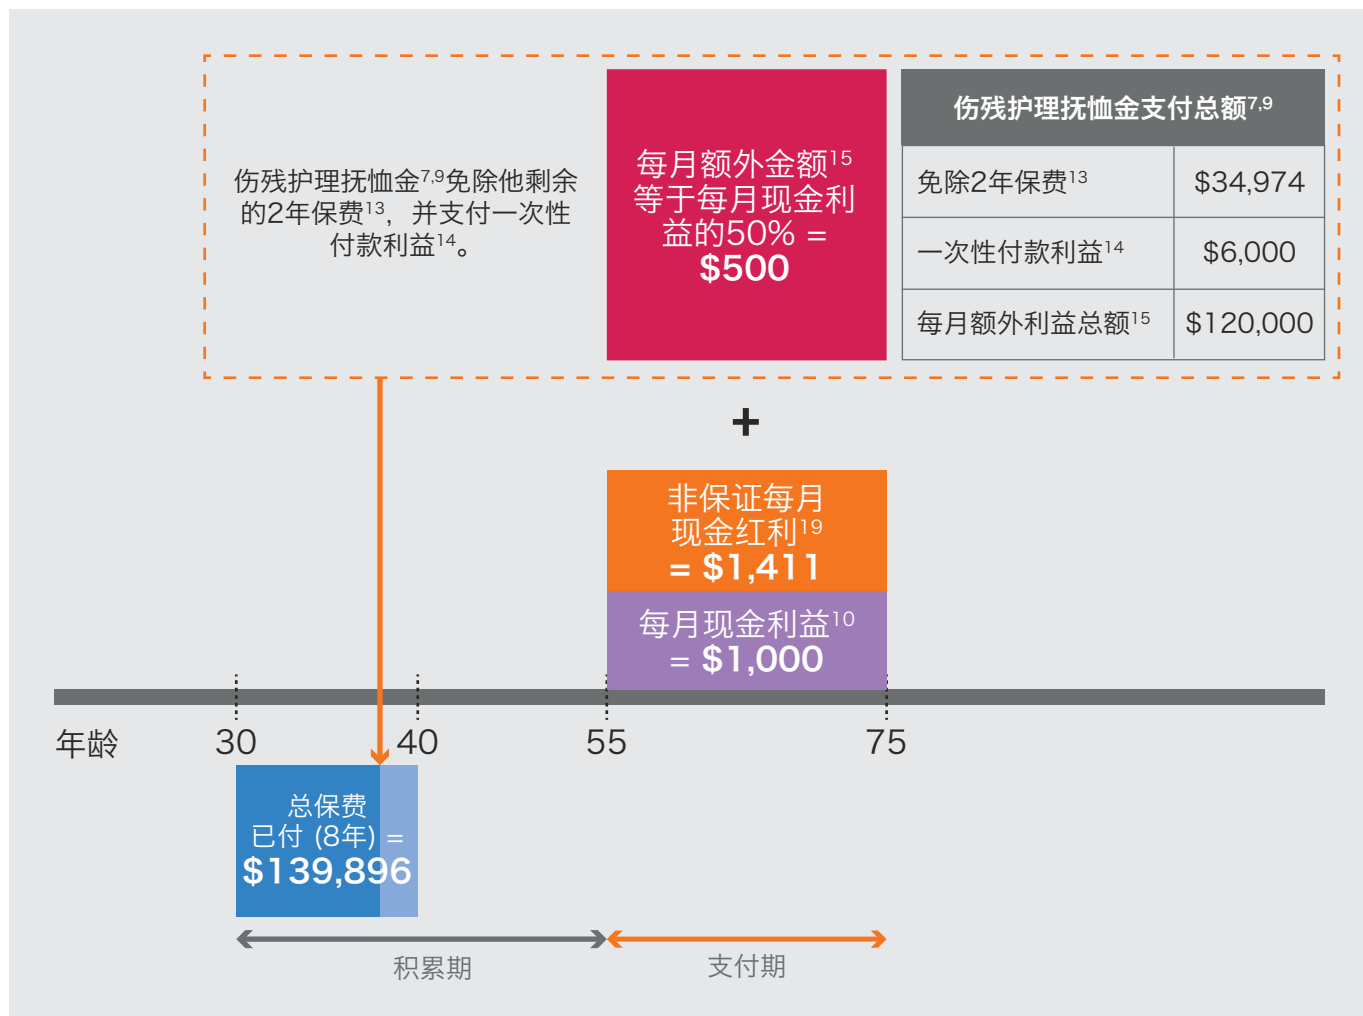 伤残护理抚恤金7,9免除他剩余
的2年保费13，并支付一次性
付款利益14。
每月额外金额15
等于每月现金利
益的50% =
$500
伤残护理抚恤金支付总额7,9
免除2年保费13 $34,974
一次性付款利益14 $6,000
每月额外利益总额15 $120,000
+
非保证每月
现金红利19
= $1,411
每月现金利益10
= $1,000
年龄 30 40 55 75
总保费
已付 (8年) =
$139,896
积累期 支付期